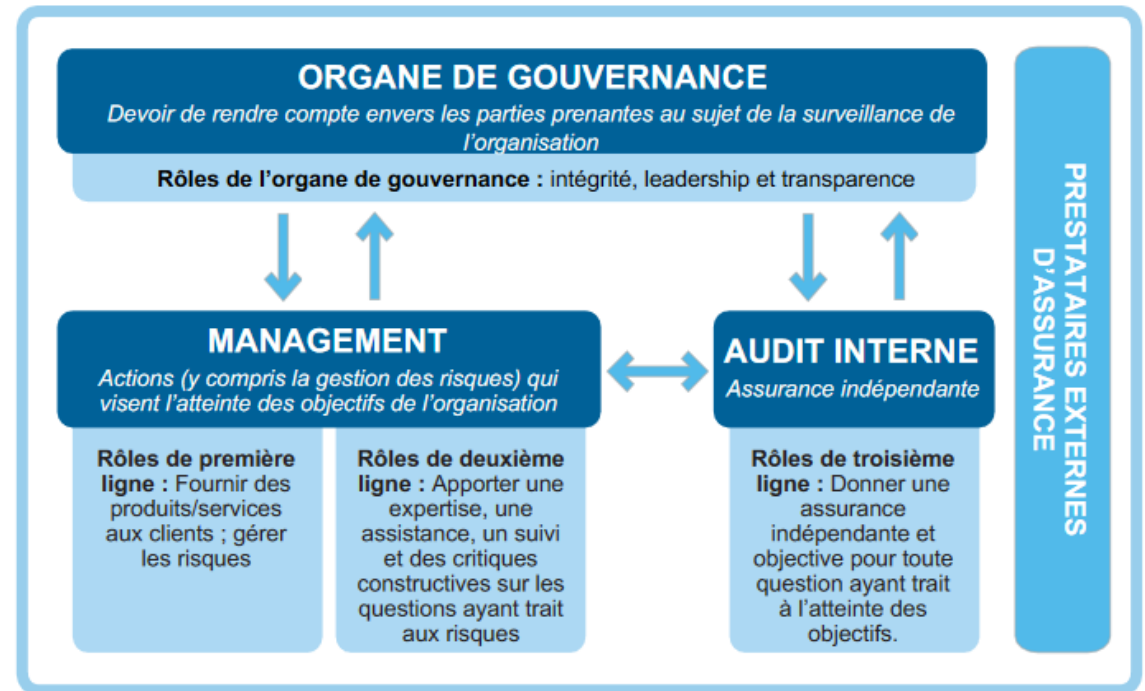 ORGANE DE GOUVERNANCE
Devoir de rendre compte envers les parties prenantes au sujet de la surveillance de
l'organisation
Rôles de l'organe de gouvernance : intégrité, leadership et transparence
MANAGEMENT
Actions (y compris la gestion des risques) qui
visent l'atteinte des objectifs de l'organisation
Rôles de première
ligne : Fournir des
produits/services
aux clients ; gérer
les risques
Rôles de deuxième
ligne : Apporter une
expertise, une
assistance, un suivi
et des critiques
constructives sur les
questions ayant trait
aux risques
AUDIT INTERNE
Assurance indépendante
Rôles de troisième
ligne : Donner une
assurance
indépendante et
objective pour toute
question ayant trait
à l'atteinte des
objectifs.
PRESTATAIRES EXTERNES
D'ASSURANCE